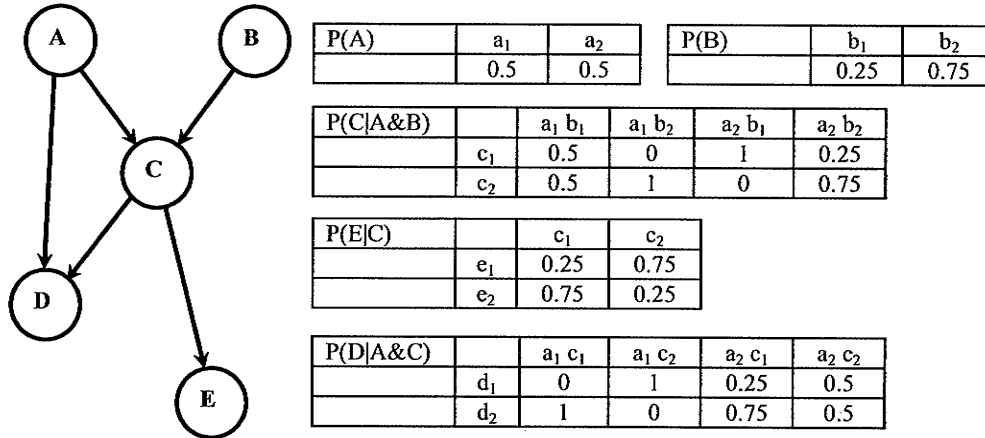 A
B
C
D
E
P(A) a₁ a₂
0.5 0.5
P(B) b₁ b₂
0.25 0.75
P(C|A&B) a₁ b₁ a₁ b₂ a₂ b₁ a₂ b₂
c₁ 0.5 0 1 0.25
c₂ 0.5 1 0 0.75
P(E|C) c₁ c₂
e₁ 0.25 0.75
e₂ 0.75 0.25
P(D|A&C) a₁ c₁ a₁ c₂ a₂ c₁ a₂ c₂
d₁ 0 1 0.25 0.5
d₂ 1 0 0.75 0.5